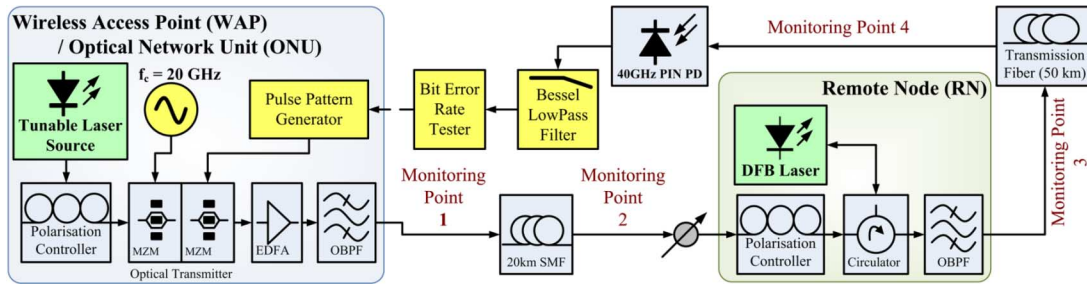 Wireless Access Point (WAP)
/ Optical Network Unit (ONU)
f_c = 20 GHz
Tunable Laser
Source
Pulse Pattern
Generator
Polarisation
Controller
MZM
MZM
EDFA
OBPF
Optical Transmitter
Bit Error
Rate
Tester
Bessel
LowPass
Filter
40GHz PIN PD
Monitoring Point 4
Transmission
Fiber (50 km)
Monitoring
Point
1
20km SMF
Monitoring
Point
2
Remote Node (RN)
DFB Laser
Polarisation
Controller
Circulator
OBPF
Monitoring Point
3